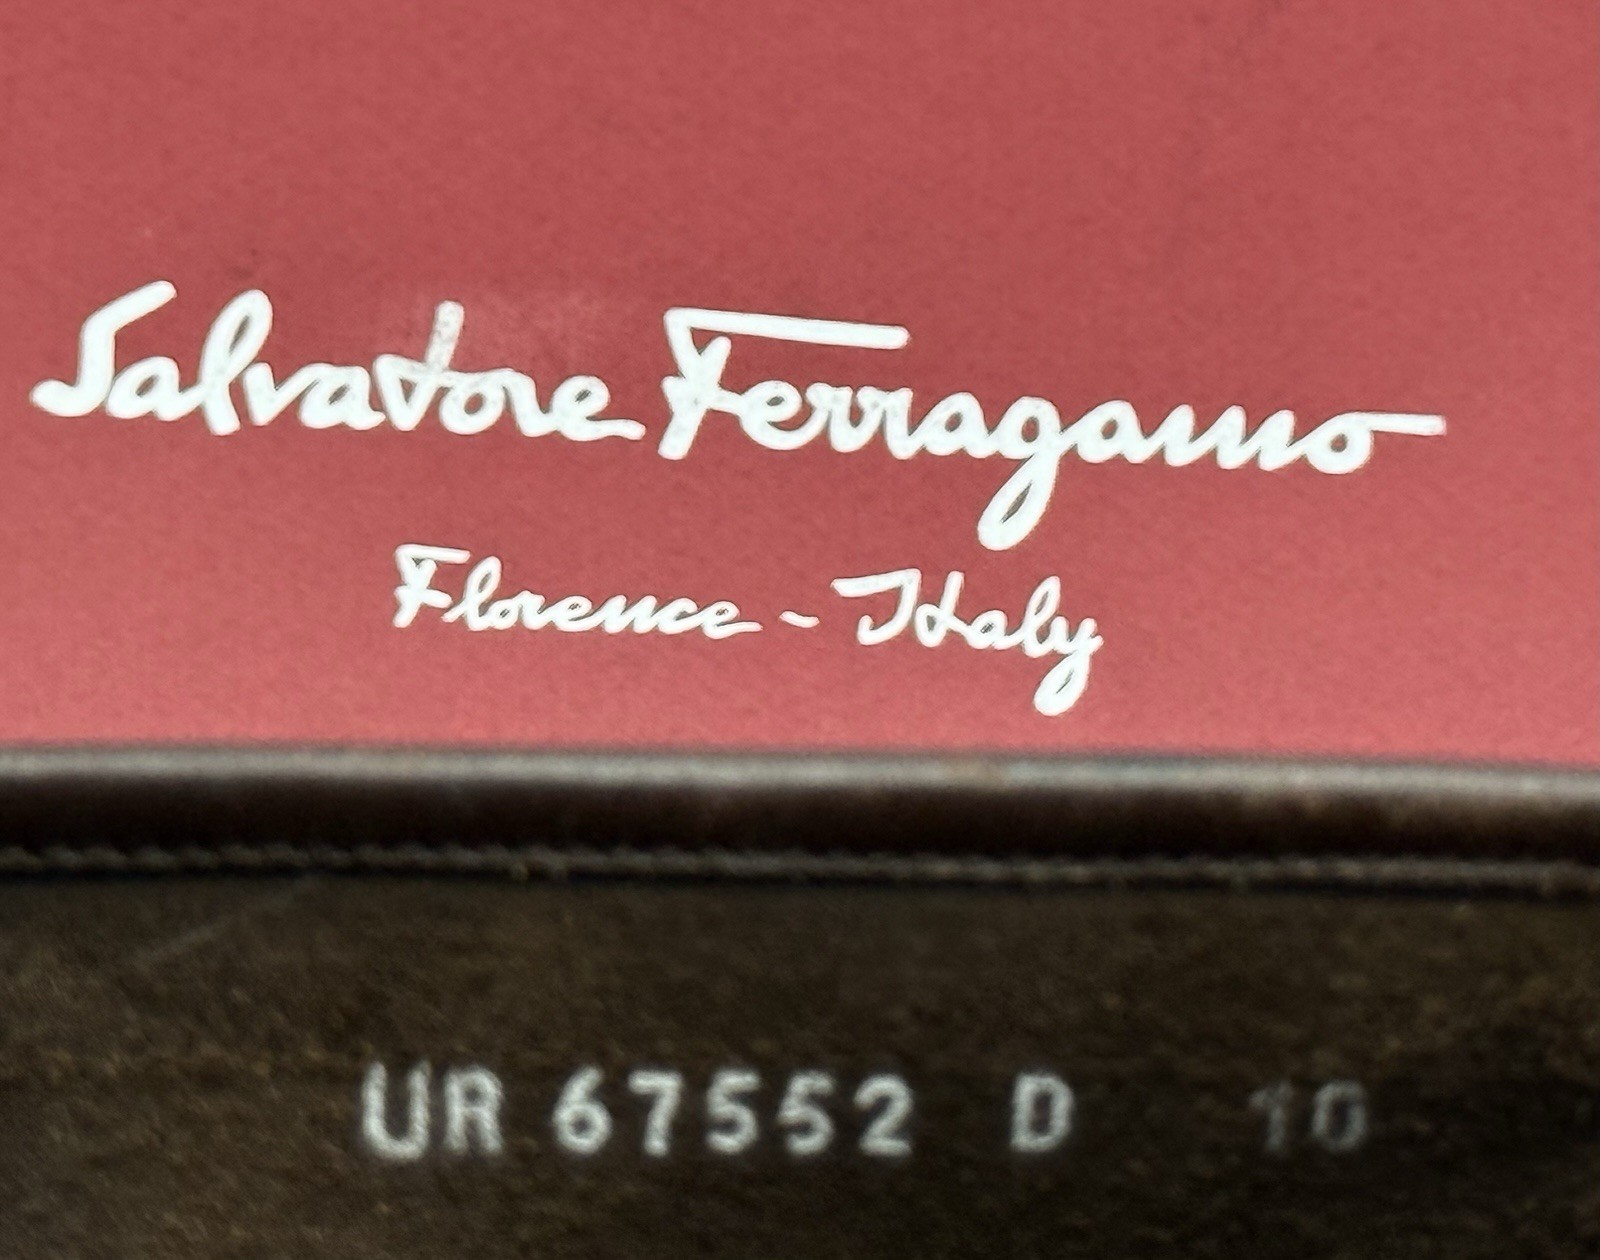 Salvatore Ferragamo
Florence - Italy
UR 67552 D 10